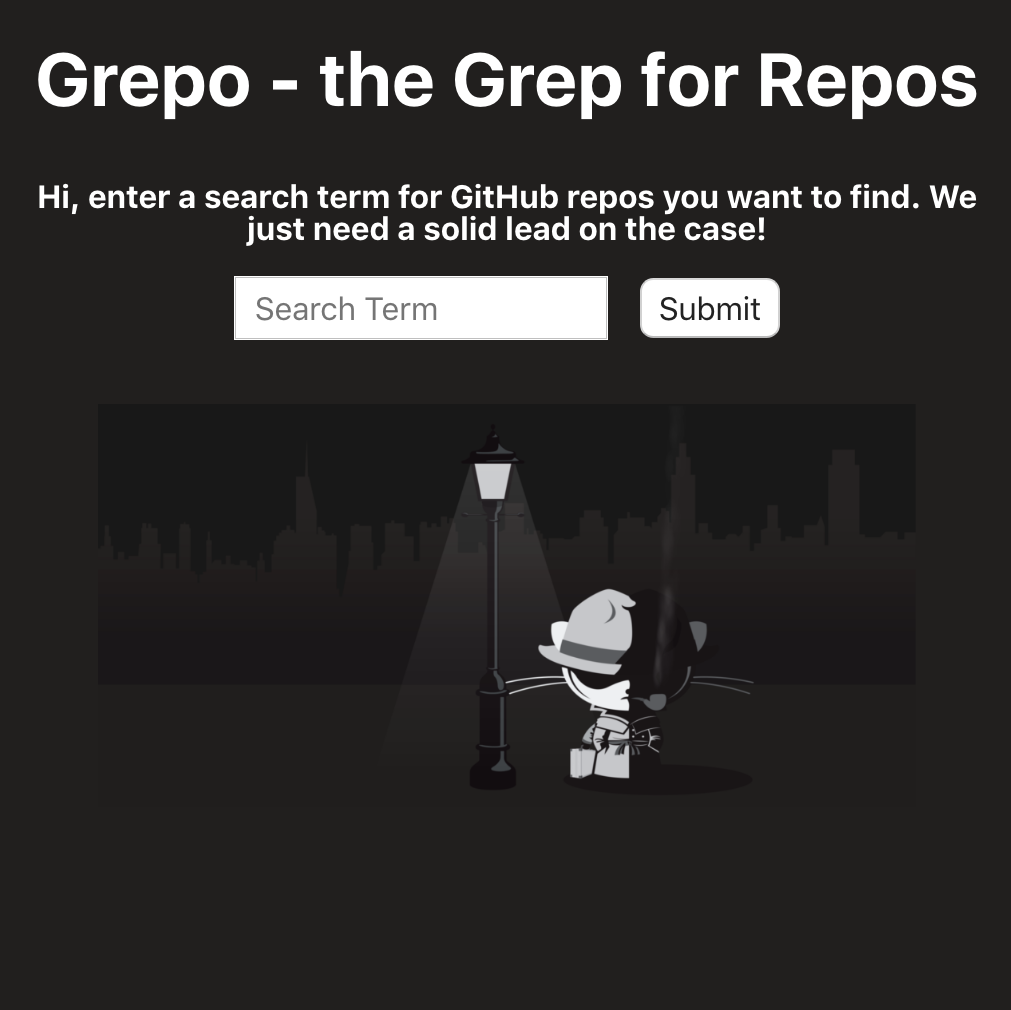 Grepo - the Grep for Repos
Hi, enter a search term for GitHub repos you want to find. We
just need a solid lead on the case!
Search Term
Submit